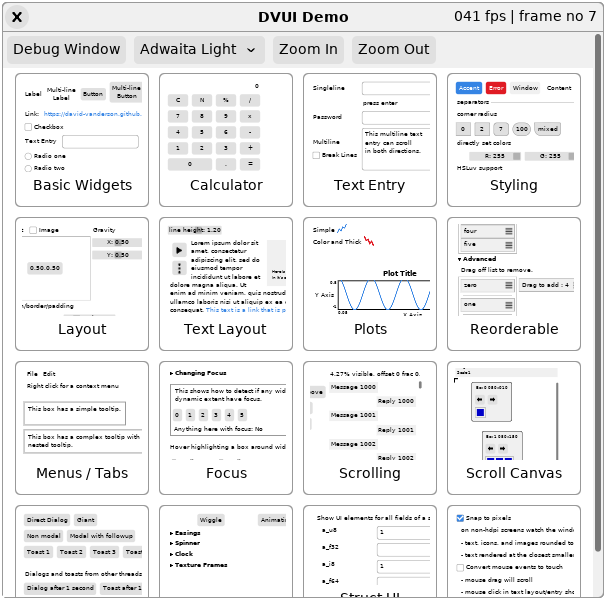 DVUI Demo
041 fps | frame no 7
Debug Window
Adwaita Light
Zoom In
Zoom Out
Label
Multi-line
Label
Button
Multi-line
Button
Link:
https://david-vanderson.github.
Checkbox
Text Entry
Radio one
Radio two
Basic Widgets
0
C N % /
7 8 9 x
4 5 6 -
1 2 3 +
0 . =
Calculator
Singleline
press enter
Password
Multiline
This multiline text
entry can scroll
in both directions.
Break Lines
Text Entry
Accent
Error
Window
Content
separators
corner radius
0 2 7 100 mixed
directly set colors
R: 255
G: 255
HSLuv support
Styling
Image
Gravity
X: 0.50
Y: 0.50
0.50,0.50
/border/padding
Layout
line height: 1.20
Lorem ipsum dolor sit
amet, consectetur
adipiscing elit, sed do
eiusmod tempor
incididunt ut labore et
dolore magna aliqua. Ut
enim ad minim veniam, quis nostrud
ullamco laboris nisi ut aliquip ex ea
consequat. This text is a link that is p
Text Layout
Simple
Color and Thick
Plot Title
Y Axis
X Axis
Plots
four
five
Advanced
Drag off list to remove.
zero
Drag to add : 4
one
Reorderable
File
Edit
Right click for a context menu
This box has a simple tooltip.
This box has a complex tooltip with
nested tooltip.
Menus / Tabs
Changing Focus
This shows how to detect if any wid
dynamic extent have focus.
0 1 2 3 4 5
Anything here with focus: No
Hover highlighting a box around wid
Focus
4.27% visible, offset 0 frac 0.
Message 1000
Reply 1000
Message 1001
Reply 1001
Message 1002
Reply 1002
Scrolling
Scroll Canvas
Direct Dialog
Giant
Non modal
Modal with followup
Toast 1
Toast 2
Toast 3
Toast
Dialogs and toasts from other threads
Dialog after 1 second
Toast after 1
Wiggle
Animati
Easings
Spinner
Clock
Texture Frames
Show UI elements for all fields of a s
a_u8
1
a_f32
a_i8
1
a_f64
Struct UI
Snap to pixels
on non-hdpi screens watch the wind
- text, icons, and images rounded to
- text rendered at the closest smaller
Convert mouse events to touch
- mouse drag will scroll
- mouse click in text layout/entry sho